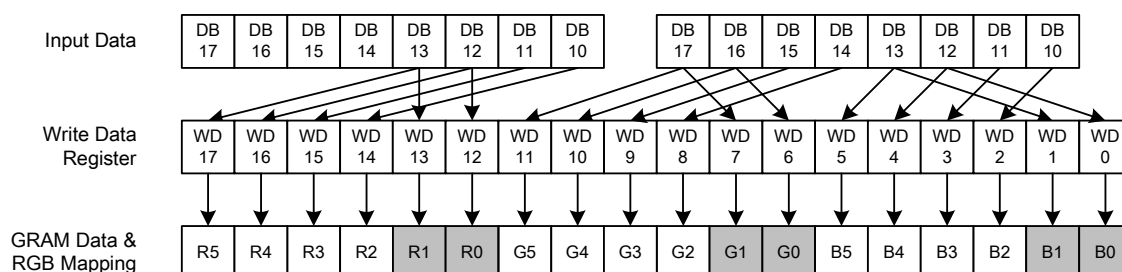 Input Data
DB 17 DB 16 DB 15 DB 14 DB 13 DB 12 DB 11 DB 10 DB 17 DB 16 DB 15 DB 14 DB 13 DB 12 DB 11 DB 10
Write Data
Register
WD 17 WD 16 WD 15 WD 14 WD 13 WD 12 WD 11 WD 10 WD 9 WD 8 WD 7 WD 6 WD 5 WD 4 WD 3 WD 2 WD 1 WD 0
GRAM Data &
RGB Mapping
R5 R4 R3 R2 R1 R0 G5 G4 G3 G2 G1 G0 B5 B4 B3 B2 B1 B0